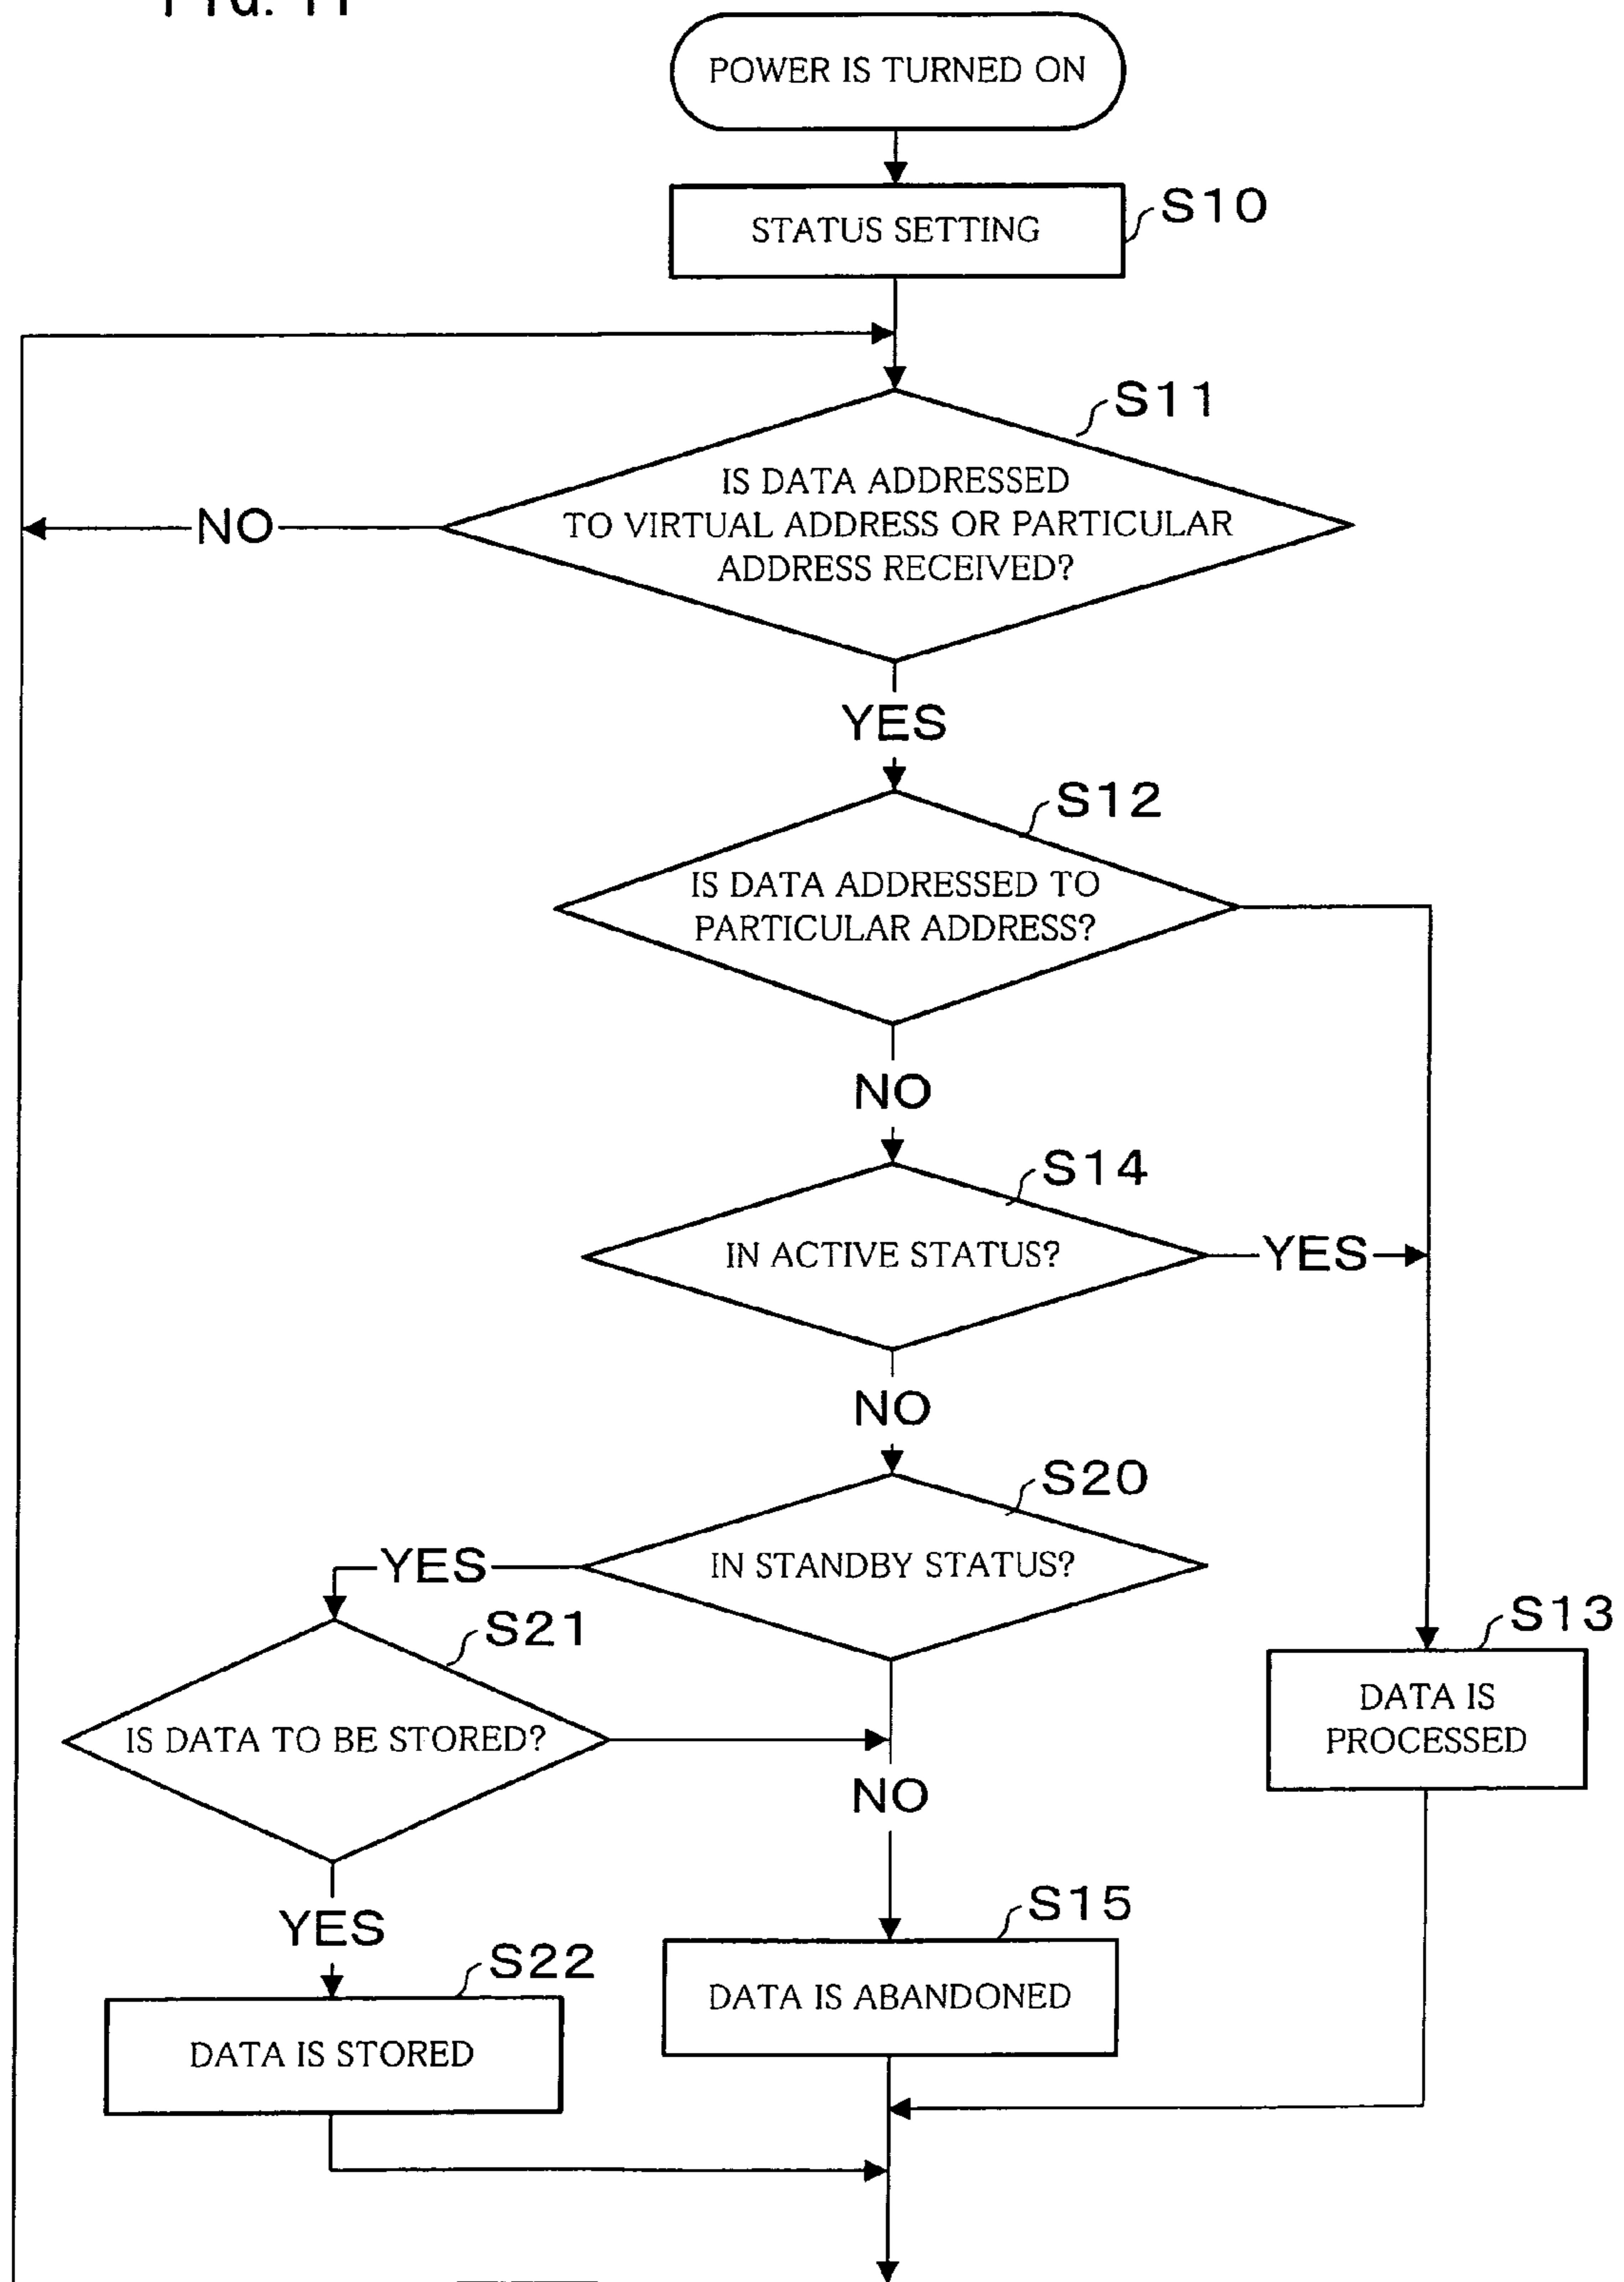 FIG. 11
POWER IS TURNED ON
STATUS SETTING
S10
S11
IS DATA ADDRESSED
TO VIRTUAL ADDRESS OR PARTICULAR
ADDRESS RECEIVED?
NO
YES
S12
IS DATA ADDRESSED TO
PARTICULAR ADDRESS?
NO
S14
IN ACTIVE STATUS?
YES
NO
S20
IN STANDBY STATUS?
YES
S21
IS DATA TO BE STORED?
S13
DATA IS
PROCESSED
NO
YES
S15
DATA IS ABANDONED
S22
DATA IS STORED